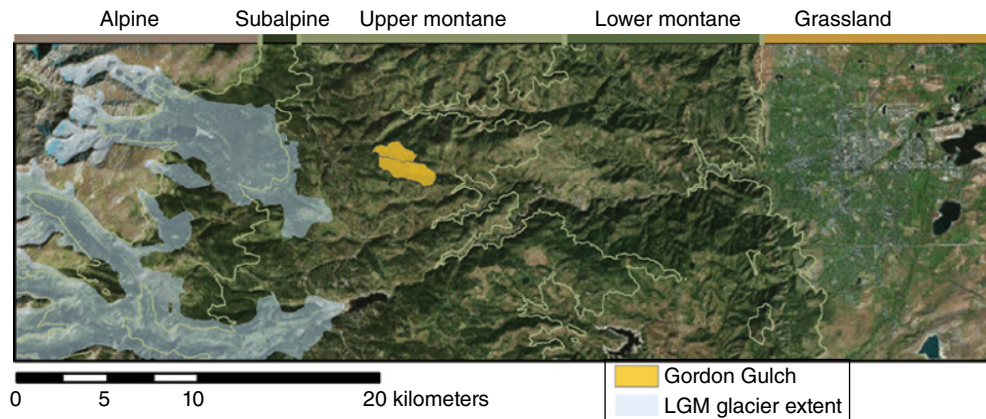 Alpine Subalpine Upper montane Lower montane Grassland
0 5 10 20 kilometers
Gordon Gulch
LGM glacier extent